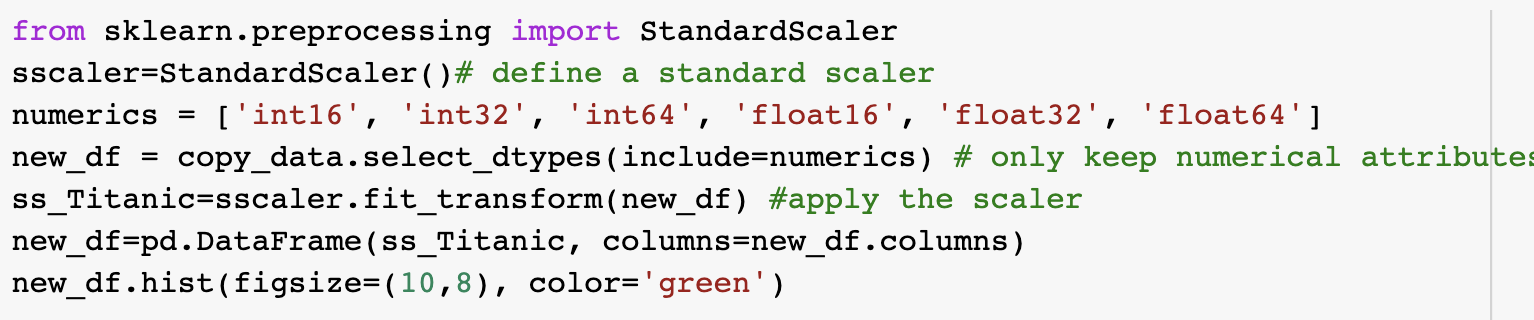 from sklearn.preprocessing import StandardScaler
sscaler=StandardScaler()# define a standard scaler
numerics = ['int16', 'int32', 'int64', 'float16', 'float32', 'float64']
new_df = copy_data.select_dtypes(include=numerics) # only keep numerical attributes
ss_Titanic=sscaler.fit_transform(new_df) #apply the scaler
new_df=pd.DataFrame(ss_Titanic, columns=new_df.columns)
new_df.hist(figsize=(10,8), color='green')